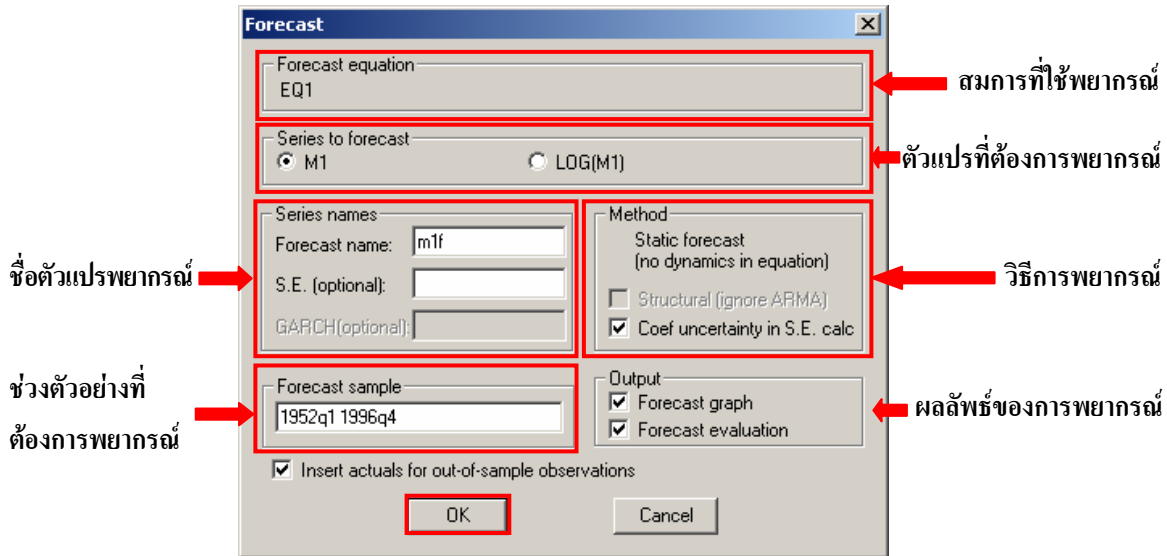 Forecast
Forecast equation
EQ1
สมการที่ใช้พยากรณ์
Series to forecast
M1
LOG(M1)
ตัวแปรที่ต้องการพยากรณ์
Series names
Forecast name:
m1f
S.E. (optional):
GARCH(optional):
ชื่อตัวแปรพยากรณ์
Method
Static forecast
(no dynamics in equation)
Structural (ignore ARMA)
Coef uncertainty in S.E. calc
วิธีการพยากรณ์
ช่วงตัวอย่างที่
ต้องการพยากรณ์
Forecast sample
1952q1 1996q4
Output
Forecast graph
Forecast evaluation
ผลลัพธ์ของการพยากรณ์
Insert actuals for out-of-sample observations
OK
Cancel